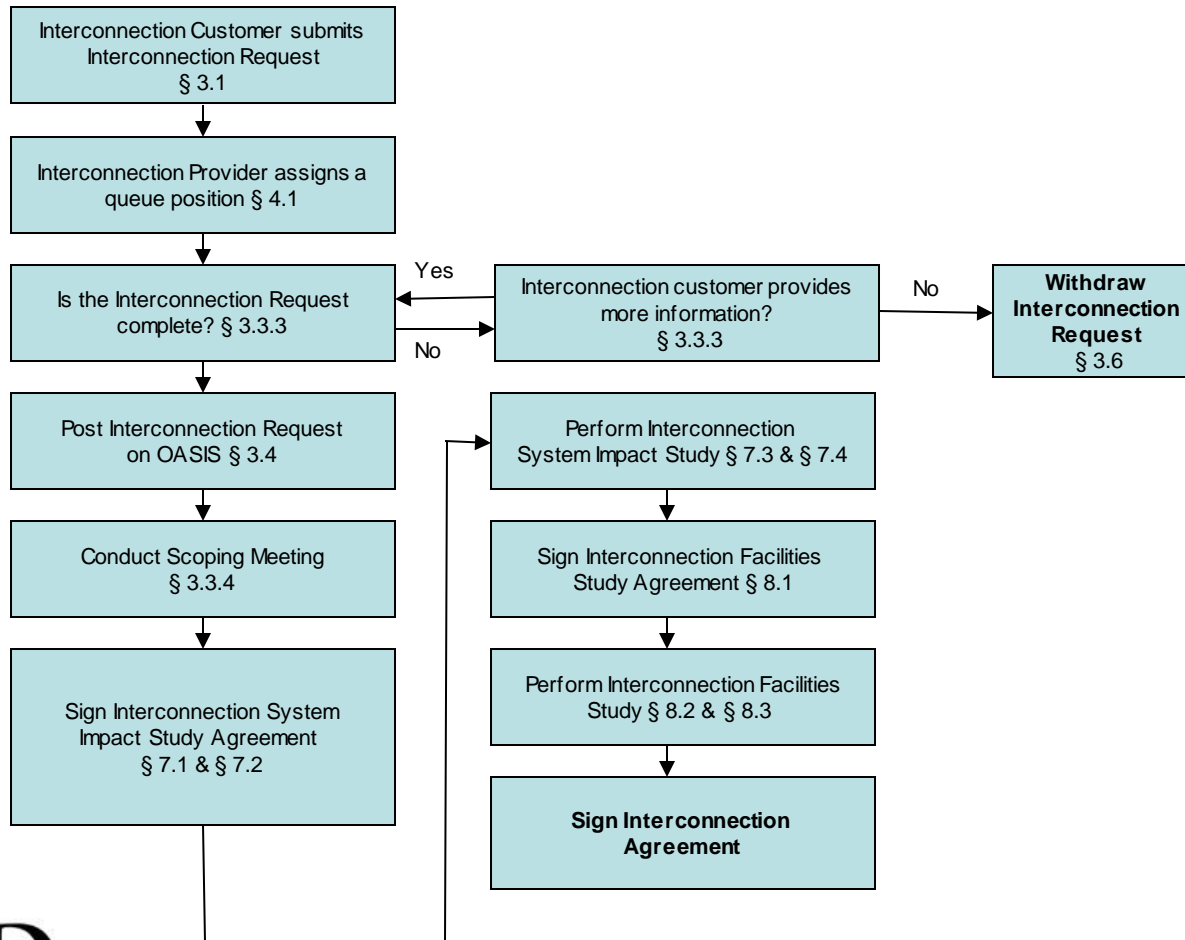 Interconnection Customer submits
Interconnection Request
§ 3.1
Interconnection Provider assigns a
queue position § 4.1
Is the Interconnection Request
complete? § 3.3.3
Yes
No
Interconnection customer provides
more information?
§ 3.3.3
No
Withdraw
Interconnection
Request
§ 3.6
Post Interconnection Request
on OASIS § 3.4
Conduct Scoping Meeting
§ 3.3.4
Sign Interconnection System
Impact Study Agreement
§ 7.1 & § 7.2
Perform Interconnection
System Impact Study § 7.3 & § 7.4
Sign Interconnection Facilities
Study Agreement § 8.1
Perform Interconnection Facilities
Study § 8.2 & § 8.3
Sign Interconnection
Agreement